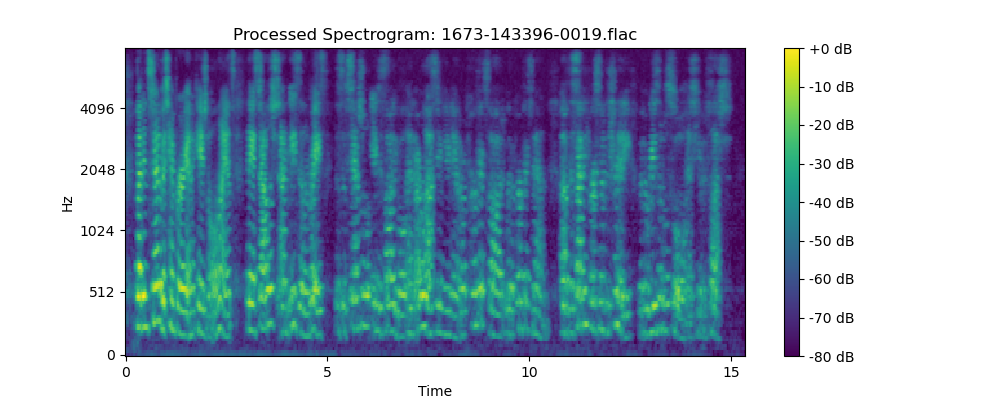 Processed Spectrogram: 1673-143396-0019.flac
Hz
4096
2048
1024
512
0
0 5 10 15
Time
+0 dB
-10 dB
-20 dB
-30 dB
-40 dB
-50 dB
-60 dB
-70 dB
-80 dB